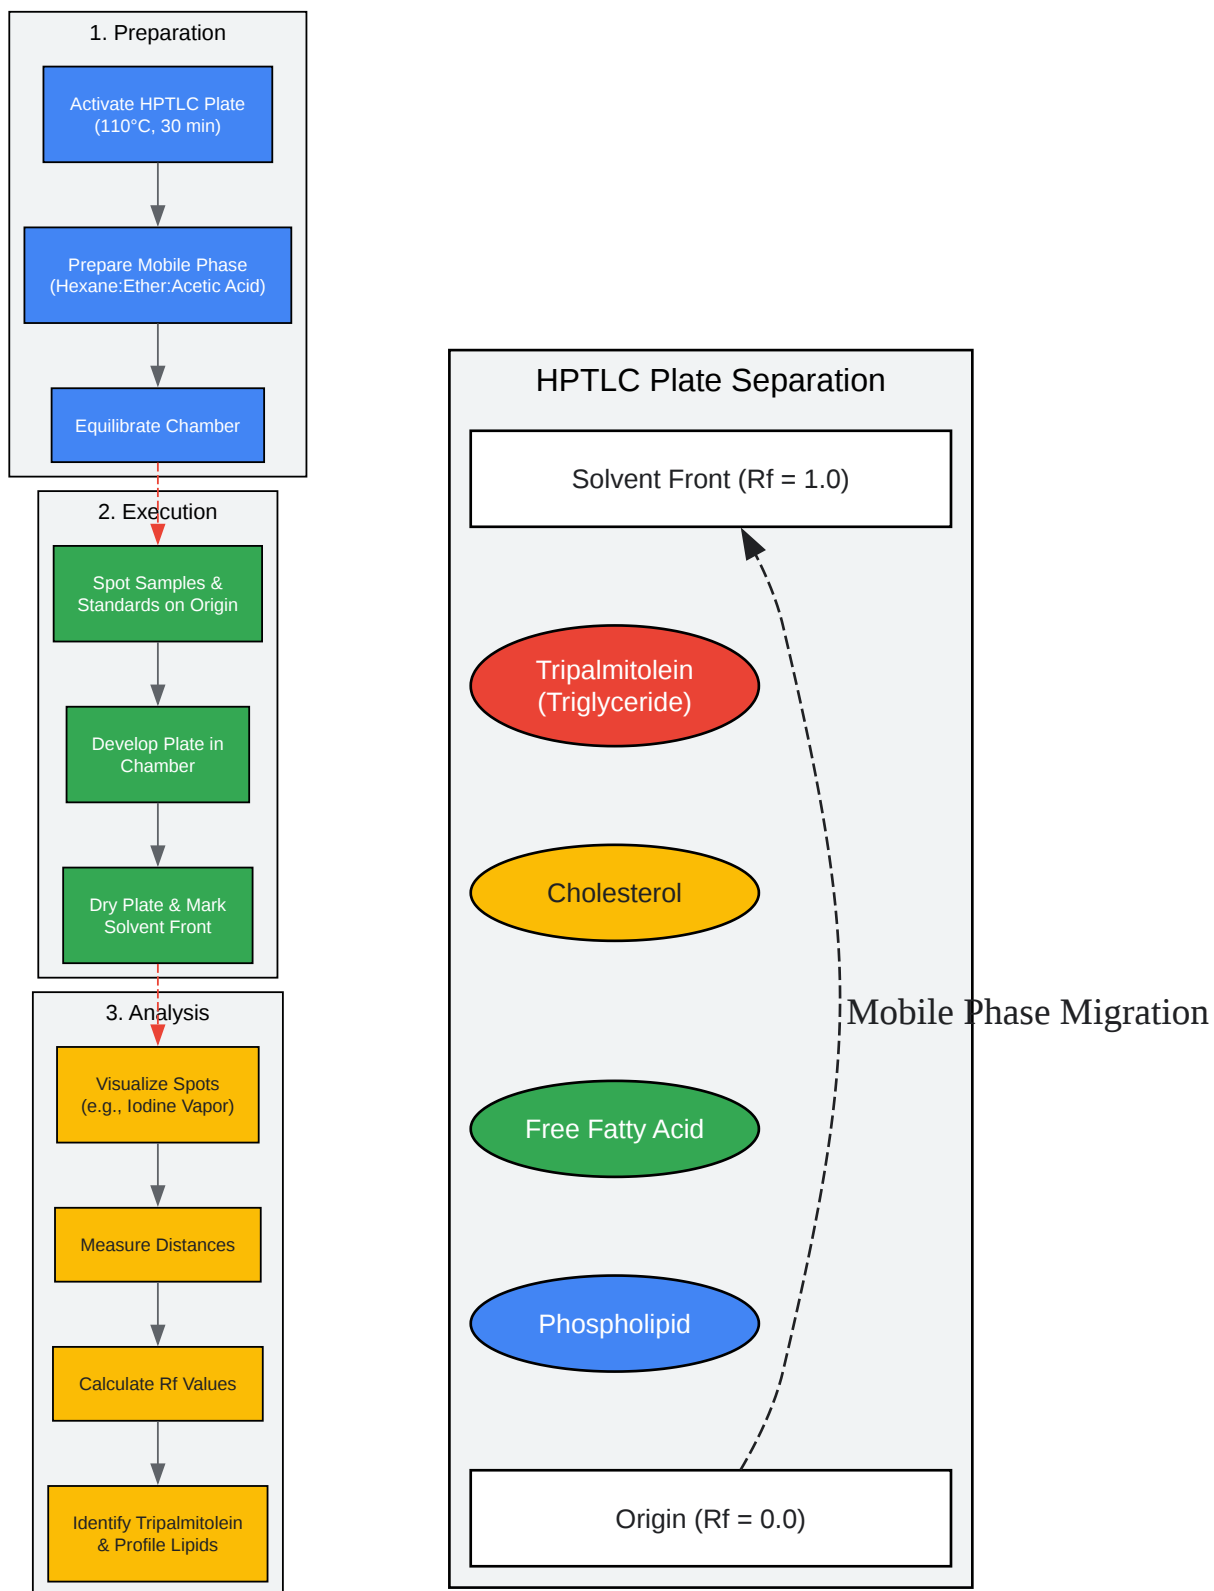 1. Preparation
Activate HPTLC Plate
(110°C, 30 min)
Prepare Mobile Phase
(Hexane:Ether:Acetic Acid)
Equilibrate Chamber
2. Execution
Spot Samples &
Standards on Origin
Develop Plate in
Chamber
Dry Plate & Mark
Solvent Front
3. Analysis
Visualize Spots
(e.g., Iodine Vapor)
Measure Distances
Calculate Rf Values
Identify Tripalmitolein
& Profile Lipids
HPTLC Plate Separation
Solvent Front (Rf = 1.0)
Tripalmitolein
(Triglyceride)
Cholesterol
Mobile Phase Migration
Free Fatty Acid
Phospholipid
Origin (Rf = 0.0)